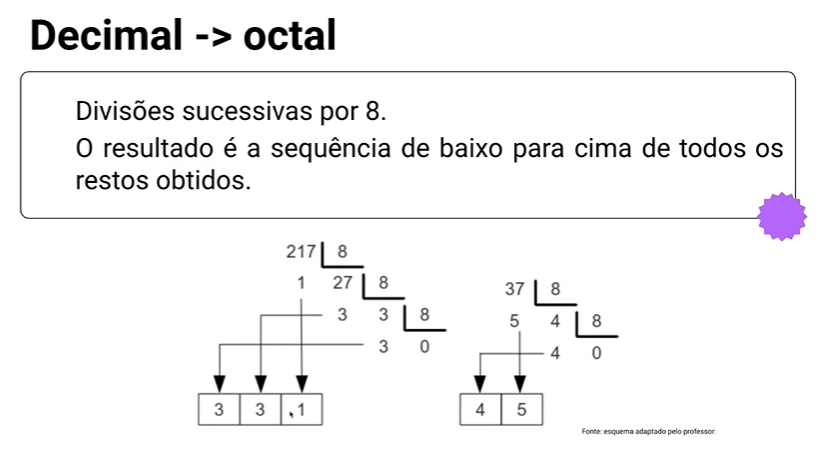 Decimal -> octal
Divisões sucessivas por 8.
O resultado é a sequência de baixo para cima de todos os
restos obtidos.
217 8
1 27 8
3 3 8
3 0
3 3 1
37 8
5 4 8
4 0
4 5
Fonte: esquema adaptado pelo professor.